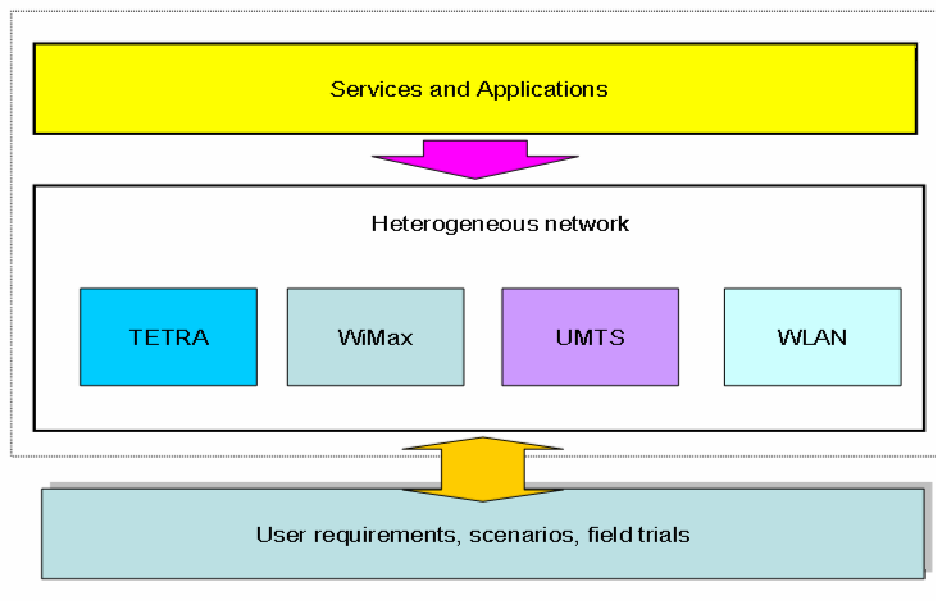 Services and Applications
Heterogeneous network
TETRA
WiMax
UMTS
WLAN
User requirements, scenarios, field trials